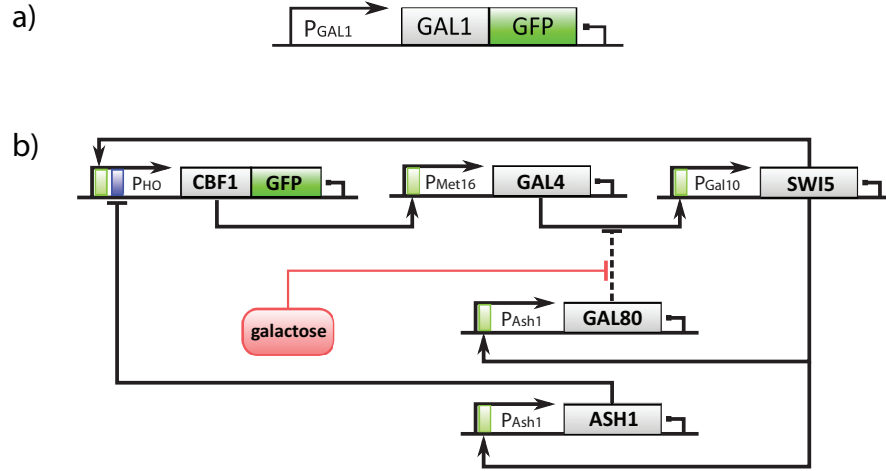 a)
PGAL1 GAL1 GFP
b)
PHO CBF1 GFP PMet16 GAL4 PGal10 SWI5
galactose
PAsh1 GAL80
PAsh1 ASH1